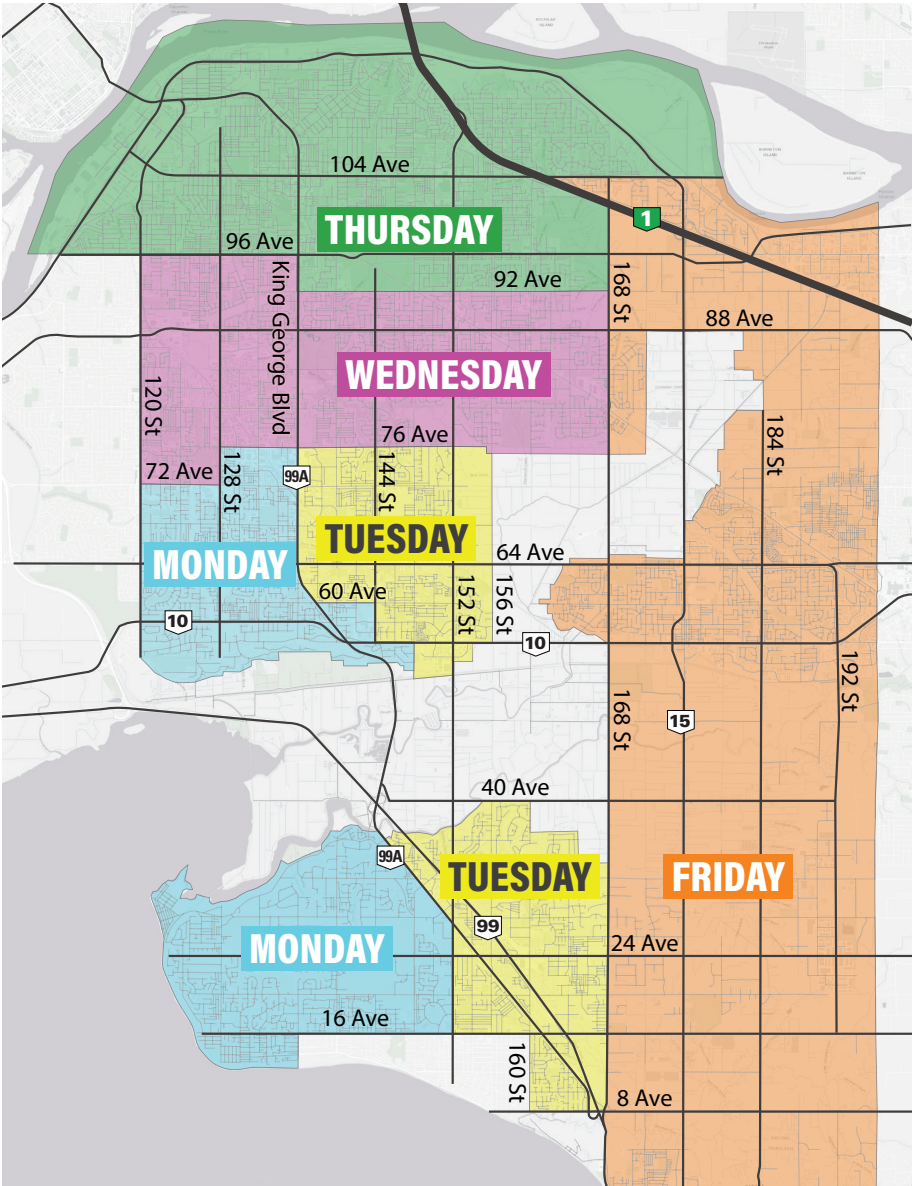 104 Ave
THURSDAY
1
96 Ave
King George Blvd
92 Ave
168 St
88 Ave
WEDNESDAY
120 St
76 Ave
184 St
72 Ave
128 St
99A
144 St
TUESDAY
MONDAY
64 Ave
60 Ave
152 St
156 St
10
10
192 St
168 St
15
40 Ave
99A
TUESDAY
FRIDAY
99
MONDAY
24 Ave
16 Ave
160 St
8 Ave